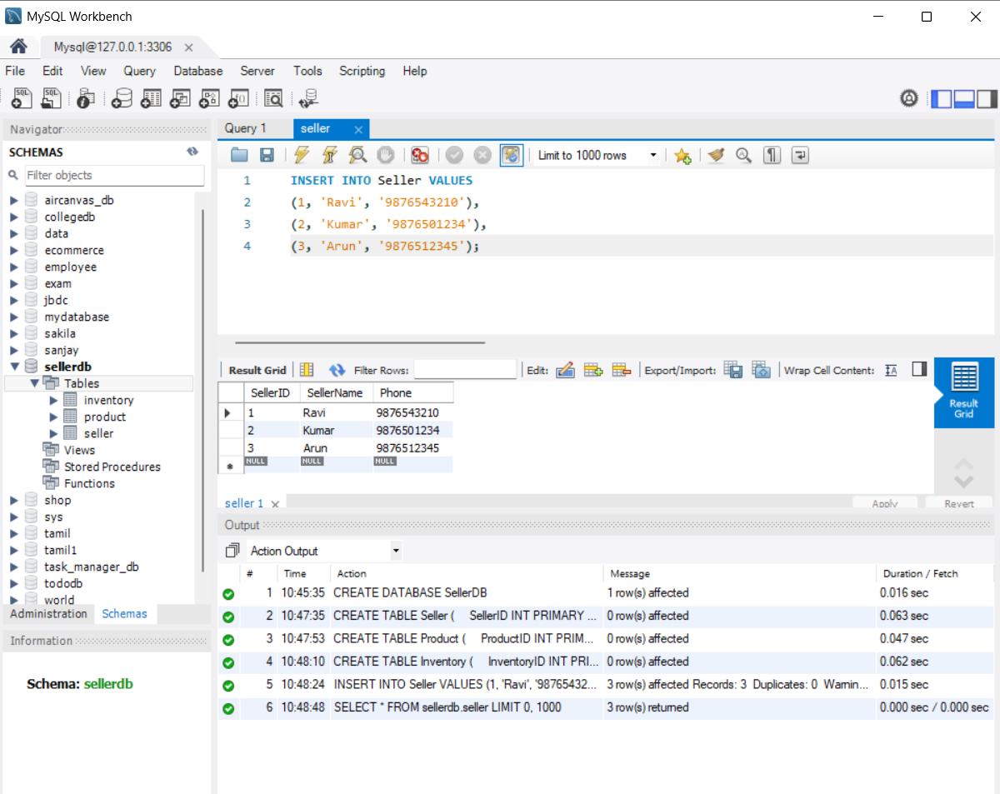 MySQL Workbench
Mysql@127.0.0.1:3306
File Edit View Query Database Server Tools Scripting Help
SQL SQL
Navigator
SCHEMAS
Filter objects
aircanvas_db
collegedb
data
ecommerce
employee
exam
jbdc
mydatabase
sakila
sanjay
sellerdb
Tables
inventory
product
seller
Views
Stored Procedures
Functions
shop
sys
tamil
tamil1
task_manager_db
tododb
world
Administration Schemas
Information
Schema: sellerdb
Query 1 seller
Limit to 1000 rows
1 INSERT INTO Seller VALUES
2 (1, 'Ravi', '9876543210'),
3 (2, 'Kumar', '9876501234'),
4 (3, 'Arun', '9876512345');
Result Grid Filter Rows: Edit: Export/Import: Wrap Cell Content: IA
SellerID SellerName Phone
1 Ravi 9876543210
2 Kumar 9876501234
3 Arun 9876512345
NULL NULL NULL
Result
Grid
seller 1 Apply Revert
Output
Action Output
# Time Action Message Duration / Fetch
1 10:45:35 CREATE DATABASE SellerDB 1 row(s) affected 0.016 sec
2 10:47:35 CREATE TABLE Seller ( SellerID INT PRIMARY ... 0 row(s) affected 0.063 sec
3 10:47:53 CREATE TABLE Product ( ProductID INT PRIM... 0 row(s) affected 0.047 sec
4 10:48:10 CREATE TABLE Inventory ( InventoryID INT PRI... 0 row(s) affected 0.062 sec
5 10:48:24 INSERT INTO Seller VALUES (1, 'Ravi', '98765432... 3 row(s) affected Records: 3 Duplicates: 0 Warnin... 0.015 sec
6 10:48:48 SELECT * FROM sellerdb.seller LIMIT 0, 1000 3 row(s) returned 0.000 sec / 0.000 sec